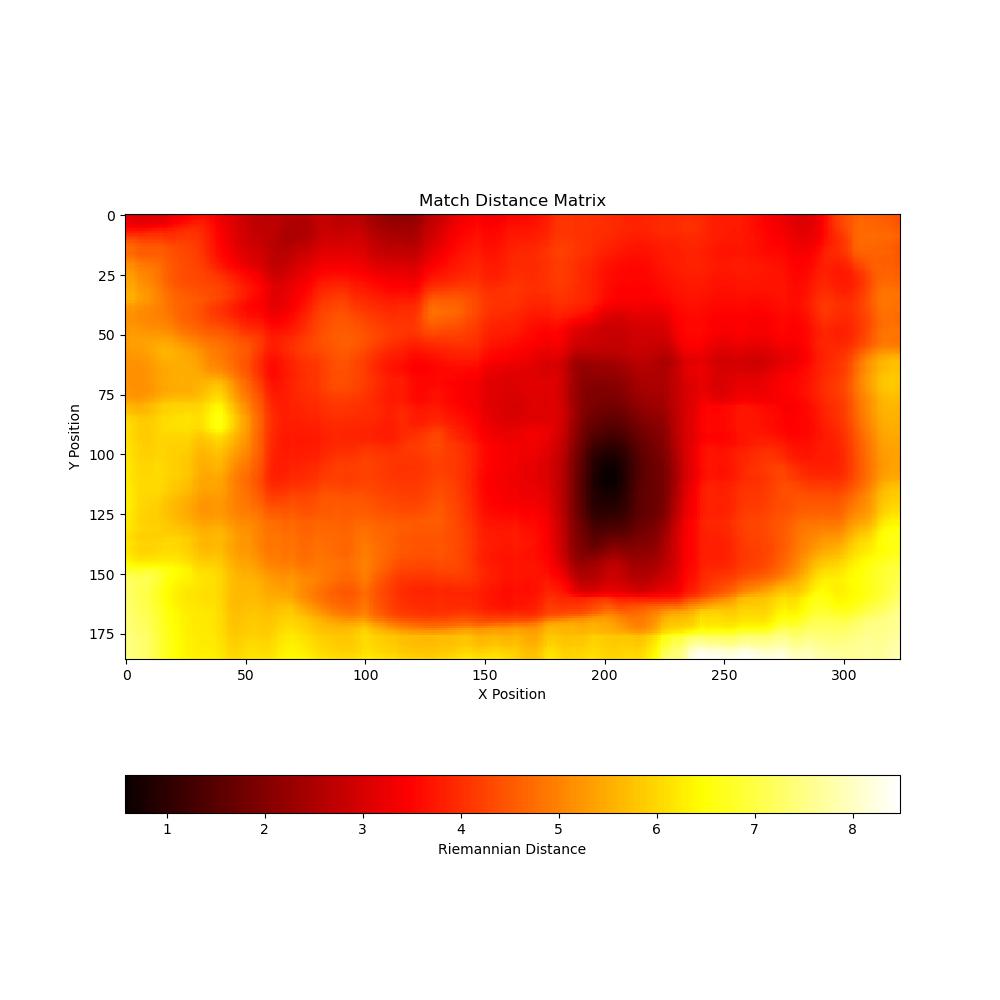 Match Distance Matrix
0
25
50
75
100
125
150
175
Y Position
0 50 100 150 200 250 300
X Position
1 2 3 4 5 6 7 8
Riemannian Distance